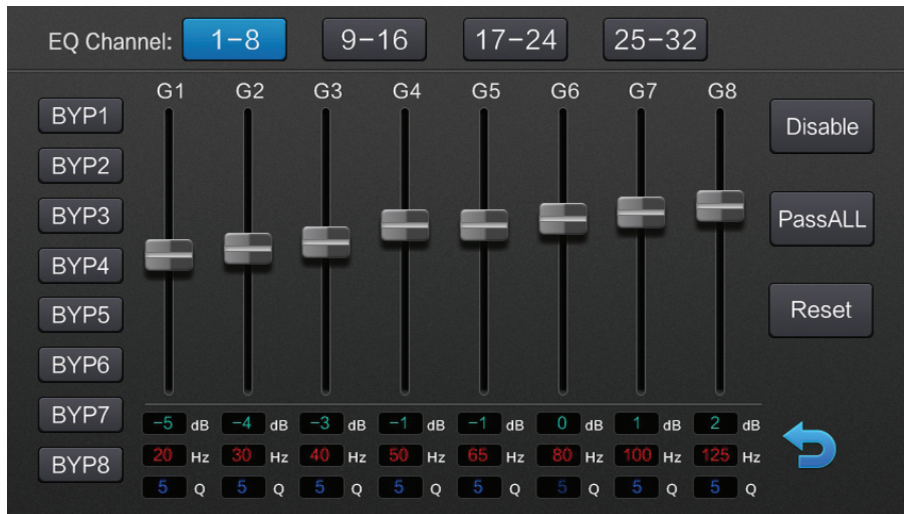 EQ Channel: 1-8 9-16 17-24 25-32
G1 G2 G3 G4 G5 G6 G7 G8
BYP1
Disable
BYP2
BYP3
PassALL
BYP4
BYP5
Reset
BYP6
BYP7
-5 dB -4 dB -3 dB -1 dB -1 dB 0 dB 1 dB 2 dB
BYP8
20 Hz 30 Hz 40 Hz 50 Hz 65 Hz 80 Hz 100 Hz 125 Hz
5 Q 5 Q 5 Q 5 Q 5 Q 5 Q 5 Q 5 Q